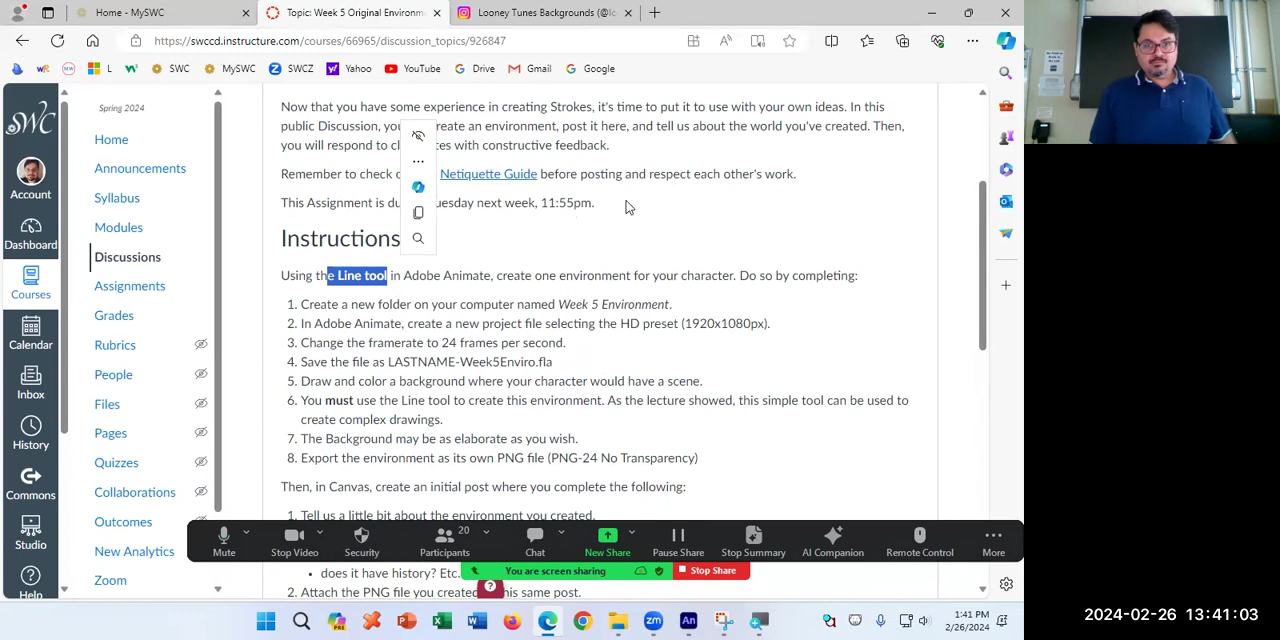 Home - MySWC
Topic: Week 5 Original Environm
Looney Tunes Backgrounds (@lo
https://swccd.instructure.com/courses/66965/discussion_topics/926847
L
SWC
MySWC
SWCZ
Yahoo
YouTube
Drive
Gmail
Google
SWC
Account
Dashboard
Courses
Calendar
Inbox
History
Commons
Studio
Help
Spring 2024
Home
Announcements
Syllabus
Modules
Discussions
Assignments
Grades
Rubrics
People
Files
Pages
Quizzes
Collaborations
Outcomes
New Analytics
Zoom
Now that you have some experience in creating Strokes, it's time to put it to use with your own ideas. In this
public Discussion, you create an environment, post it here, and tell us about the world you've created. Then,
you will respond to cl tes with constructive feedback.
Remember to check o Netiquette Guide before posting and respect each other's work.
This Assignment is du uesday next week, 11:55pm.
Instructions
Using the Line tool in Adobe Animate, create one environment for your character. Do so by completing:
1. Create a new folder on your computer named Week 5 Environment.
2. In Adobe Animate, create a new project file selecting the HD preset (1920x1080px).
3. Change the framerate to 24 frames per second.
4. Save the file as LASTNAME-Week5Enviro.fla
5. Draw and color a background where your character would have a scene.
6. You must use the Line tool to create this environment. As the lecture showed, this simple tool can be used to
create complex drawings.
7. The Background may be as elaborate as you wish.
8. Export the environment as its own PNG file (PNG-24 No Transparency)
Then, in Canvas, create an initial post where you complete the following:
1. Tell us a little bit about the environment you created.
Mute
Stop Video
Security
Participants
20
Chat
New Share
Pause Share
Stop Summary
AI Companion
Remote Control
More
You are screen sharing
Stop Share
• does it have history? Etc.
2. Attach the PNG file you created his same post.
1:41 PM
2/26/2024
2024-02-26 13:41:03